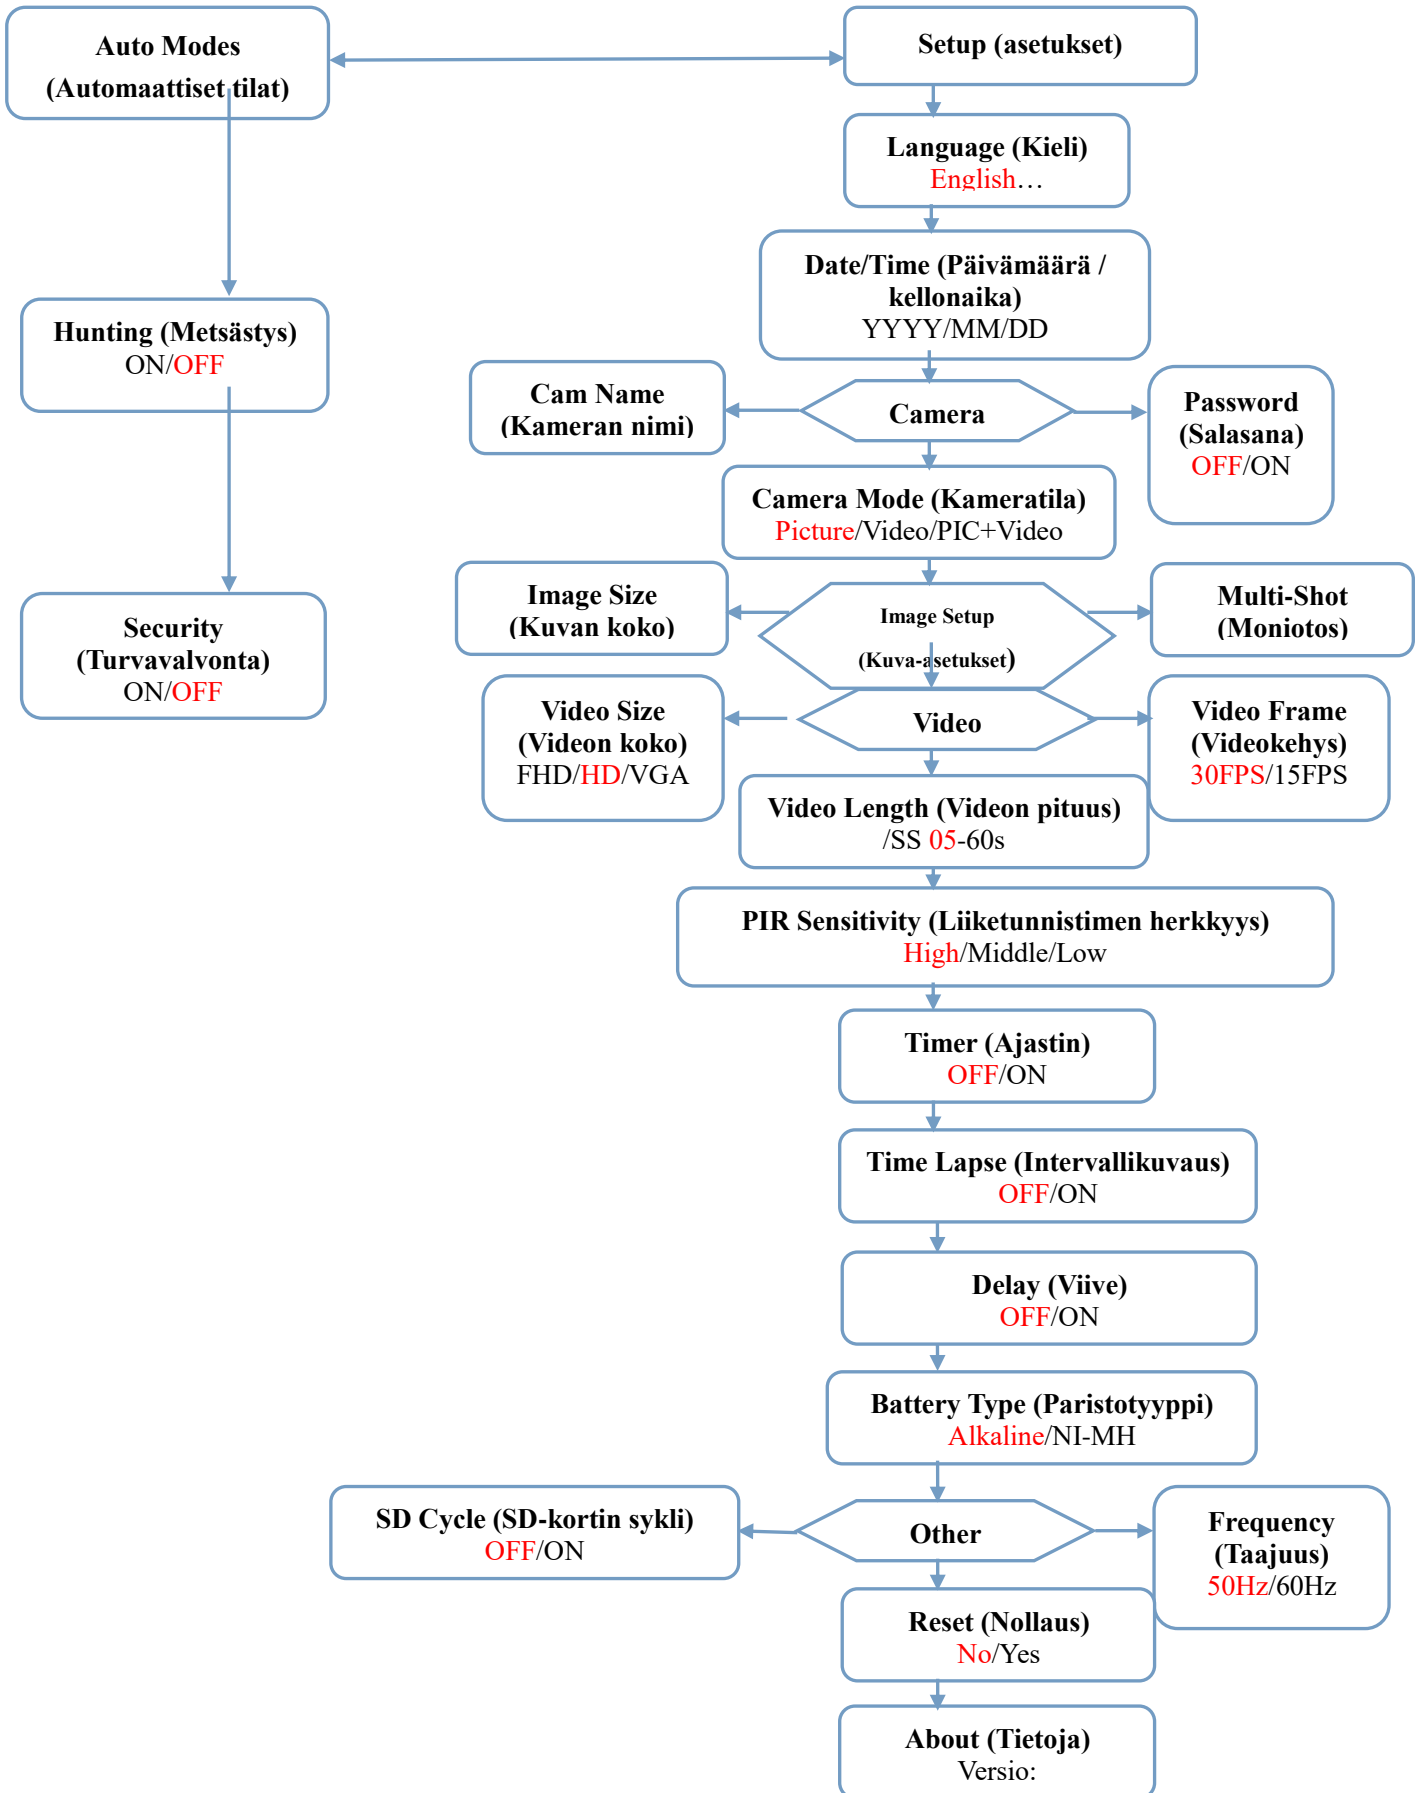 Auto Modes
(Automaattiset tilat)
Setup (asetukset)
Language (Kieli)
English…
Date/Time (Päivämäärä /
kellonaika)
YYYY/MM/DD
Hunting (Metsästys)
ON/OFF
Cam Name
(Kameran nimi)
Camera
Password
(Salasana)
OFF/ON
Camera Mode (Kameratila)
Picture/Video/PIC+Video
Security
(Turvavalvonta)
ON/OFF
Image Size
(Kuvan koko)
Image Setup
(Kuva-asetukset)
Multi-Shot
(Moniotos)
Video Size
(Videon koko)
FHD/HD/VGA
Video
Video Frame
(Videokehys)
30FPS/15FPS
Video Length (Videon pituus)
/SS 05-60s
PIR Sensitivity (Liiketunnistimen herkkyys)
High/Middle/Low
Timer (Ajastin)
OFF/ON
Time Lapse (Intervallikuvaus)
OFF/ON
Delay (Viive)
OFF/ON
Battery Type (Paristotyyppi)
Alkaline/NI-MH
SD Cycle (SD-kortin sykli)
OFF/ON
Other
Frequency
(Taajuus)
50Hz/60Hz
Reset (Nollaus)
No/Yes
About (Tietoja)
Versio: